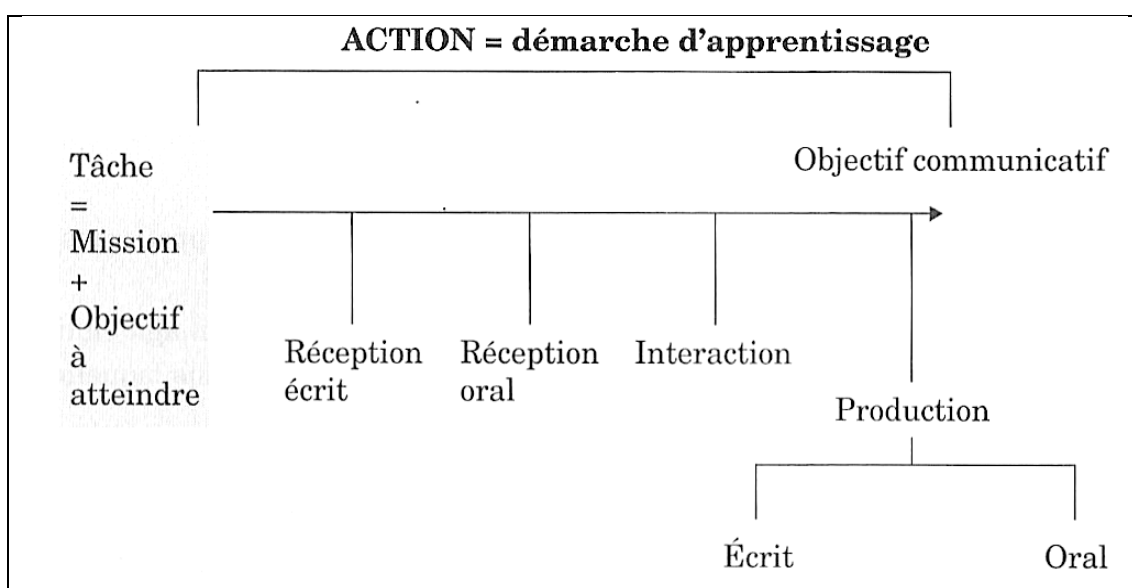 ACTION = démarche d'apprentissage
Objectif communicatif
Tâche
=
Mission
+
Objectif
à
atteindre
Réception
écrit
Réception
oral
Interaction
Production
Écrit
Oral